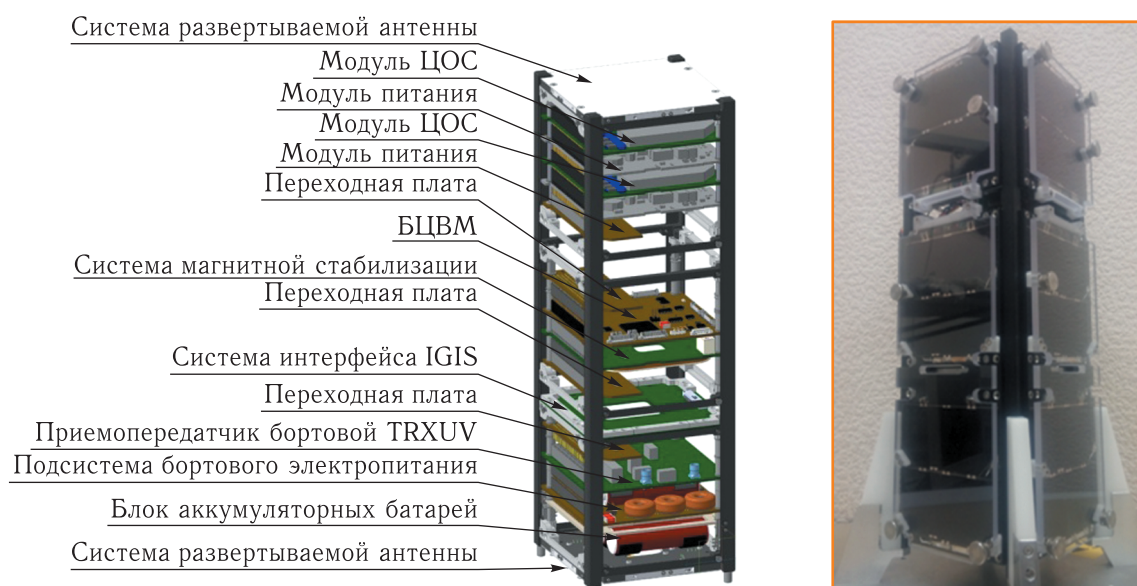 Система развертываемой антенны
Модуль ЦОС
Модуль питания
Модуль ЦОС
Модуль питания
Переходная плата
БЦВМ
Система магнитной стабилизации
Переходная плата
Система интерфейса IGIS
Переходная плата
Приемопередатчик бортовой TRXUV
Подсистема бортового электропитания
Блок аккумуляторных батарей
Система развертываемой антенны